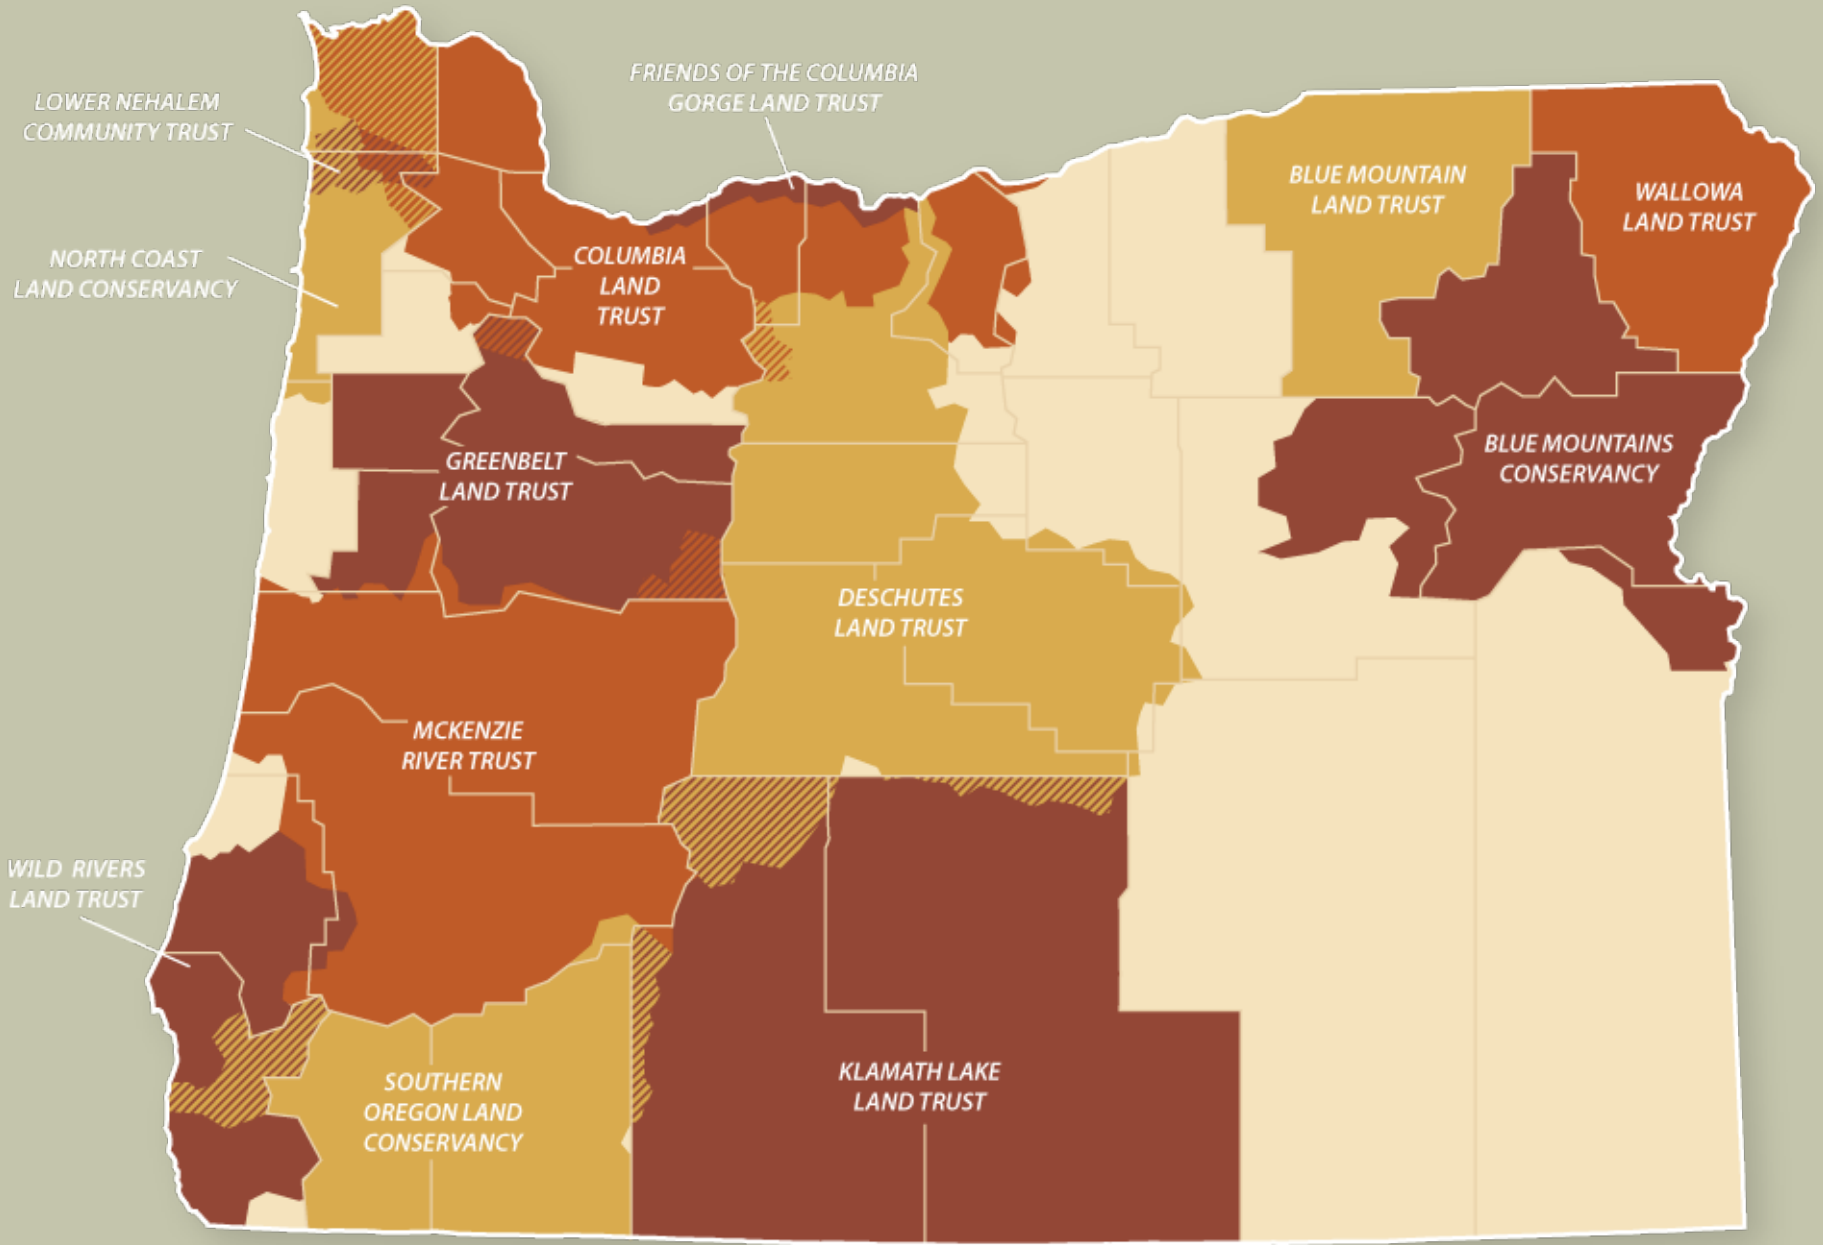 FRIENDS OF THE COLUMBIA
GORGE LAND TRUST
LOWER NEHALEM
COMMUNITY TRUST
BLUE MOUNTAIN
LAND TRUST
WALLOWA
LAND TRUST
NORTH COAST
LAND CONSERVANCY
COLUMBIA
LAND
TRUST
GREENBELT
LAND TRUST
BLUE MOUNTAINS
CONSERVANCY
DESCHUTES
LAND TRUST
MCKENZIE
RIVER TRUST
WILD RIVERS
LAND TRUST
SOUTHERN
OREGON LAND
CONSERVANCY
KLAMATH LAKE
LAND TRUST